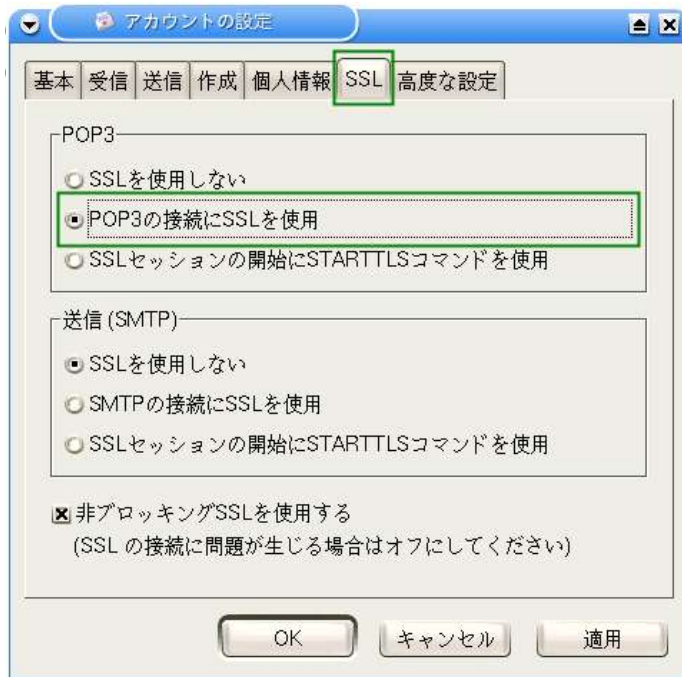 アカウントの設定
基本 受信 送信 作成 個人情報 SSL 高度な設定
POP3
SSLを使用しない
POP3の接続にSSLを使用
SSLセッションの開始にSTARTTLSコマンドを使用
送信 (SMTP)
SSLを使用しない
SMTPの接続にSSLを使用
SSLセッションの開始にSTARTTLSコマンドを使用
非ブロッキングSSLを使用する
(SSL の接続に問題が生じる場合はオフにしてください)
OK キャンセル 適用